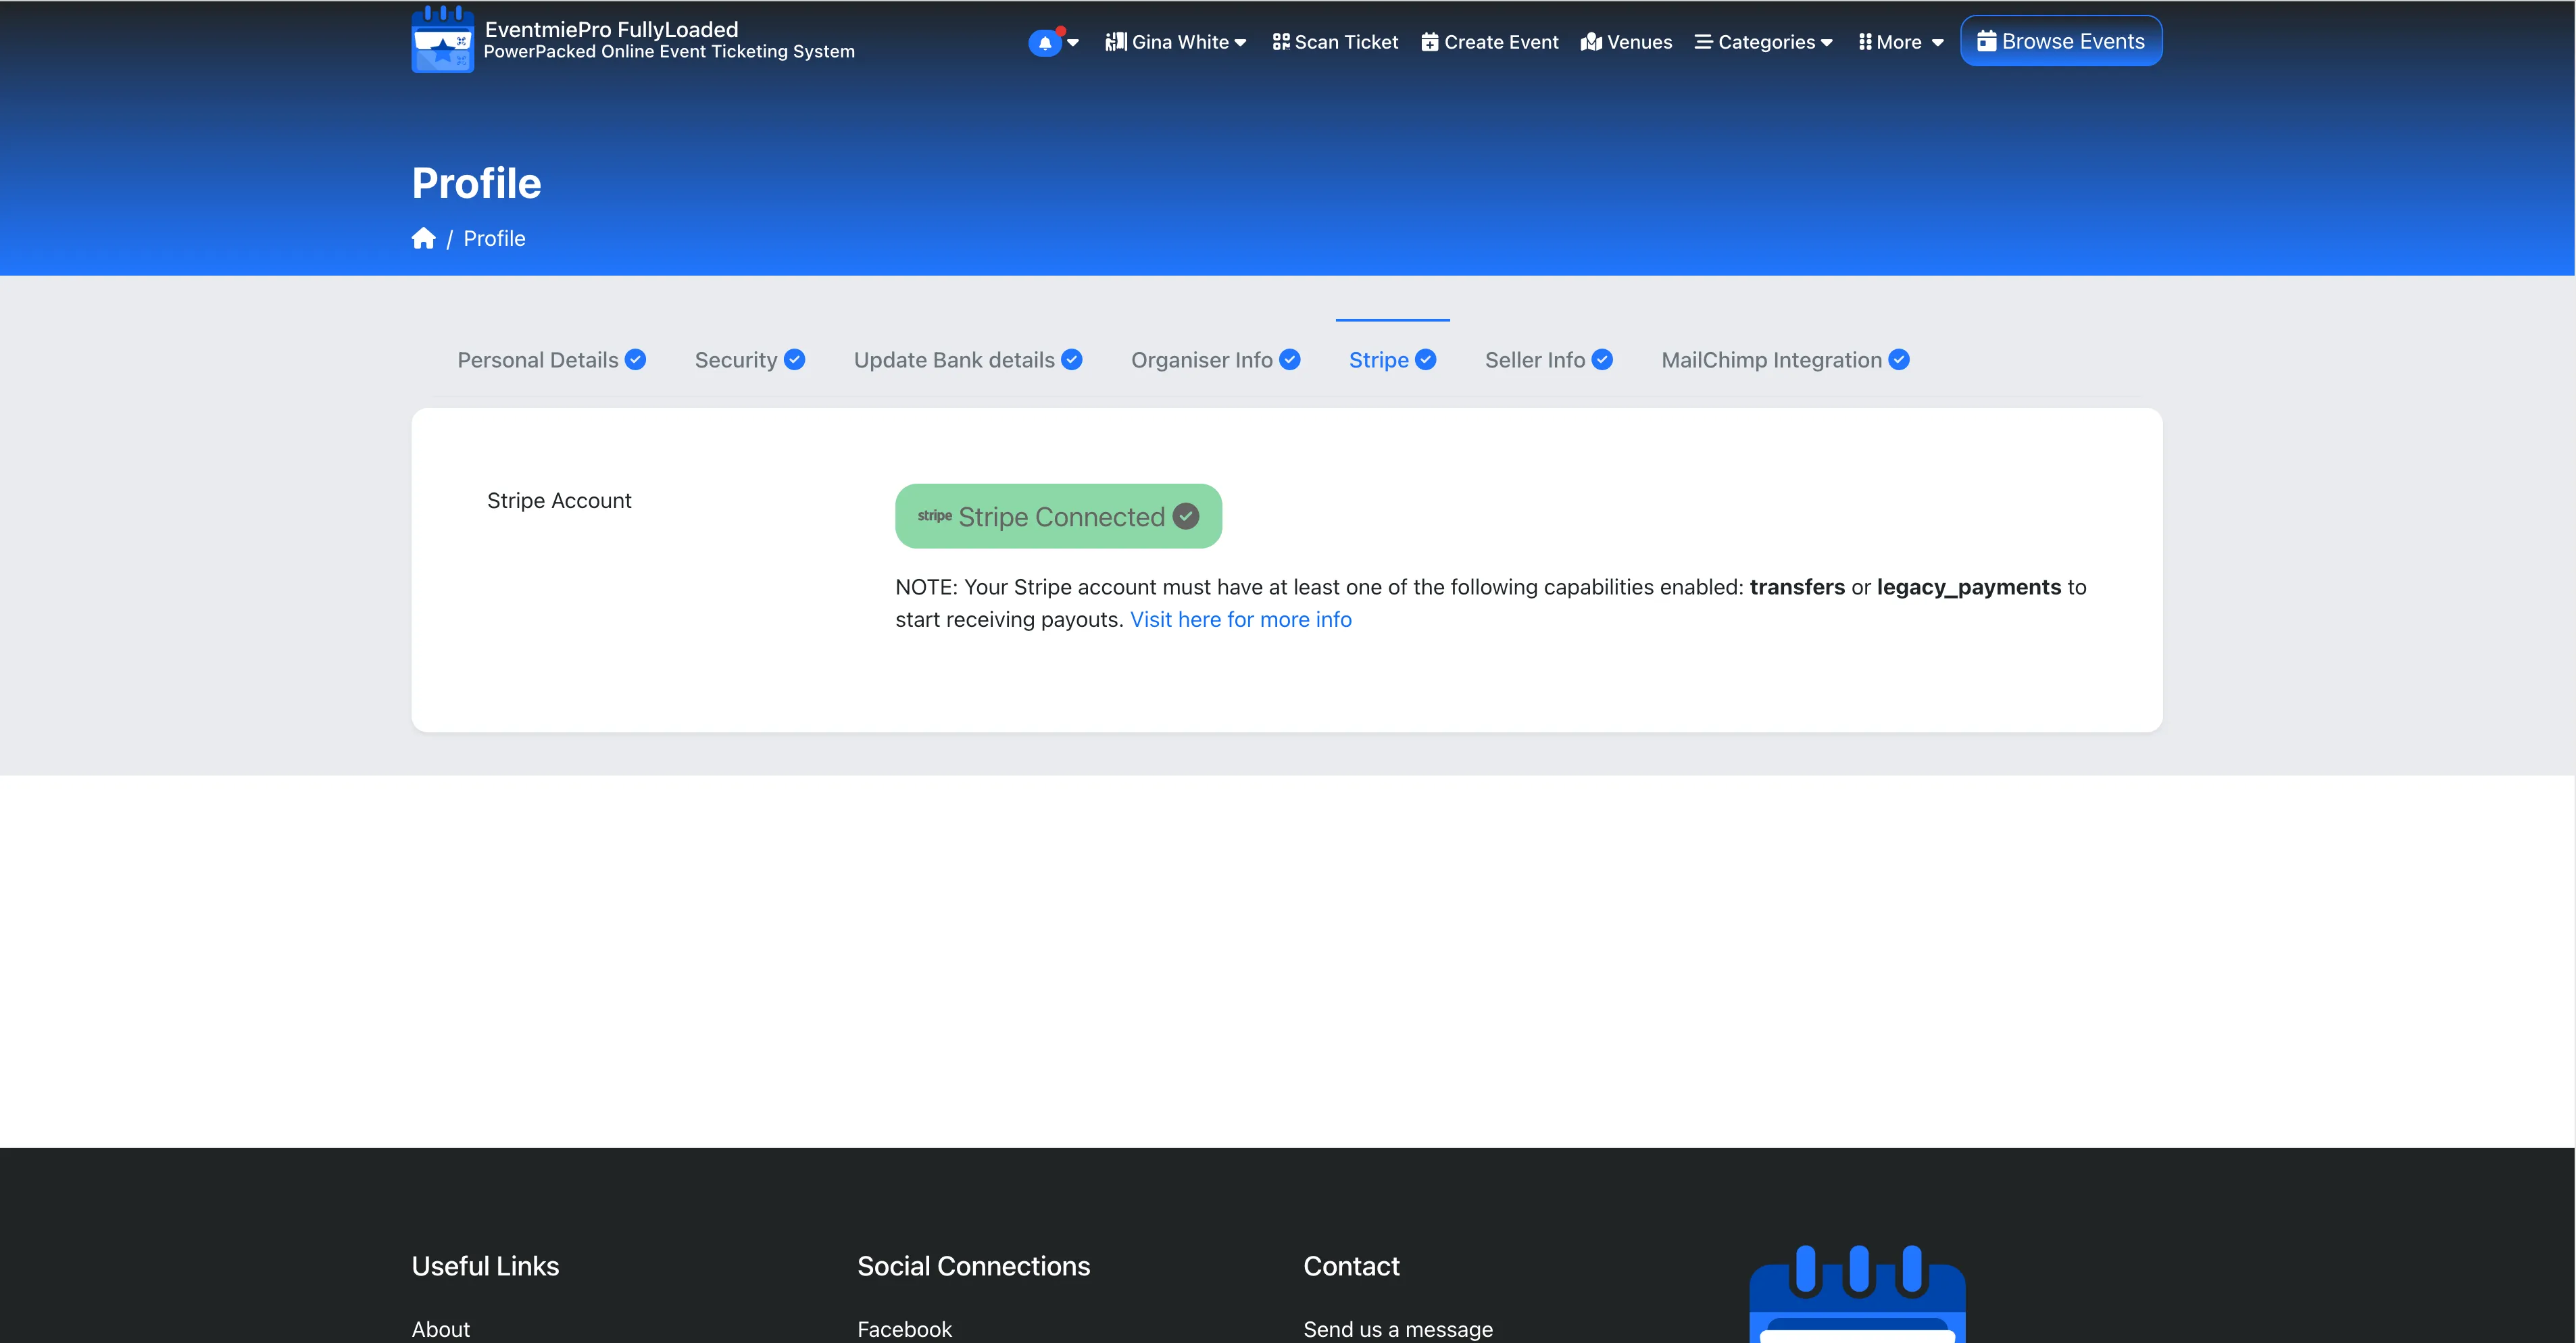 EventmiePro FullyLoaded
PowerPacked Online Event Ticketing System
Gina White
Scan Ticket
Create Event
Venues
Categories
More
Browse Events
Profile
/ Profile
Personal Details
Security
Update Bank details
Organiser Info
Stripe
Seller Info
MailChimp Integration
Stripe Account
stripe Stripe Connected
NOTE: Your Stripe account must have at least one of the following capabilities enabled: transfers or legacy_payments to
start receiving payouts. Visit here for more info
Useful Links
Social Connections
Contact
About
Facebook
Send us a message